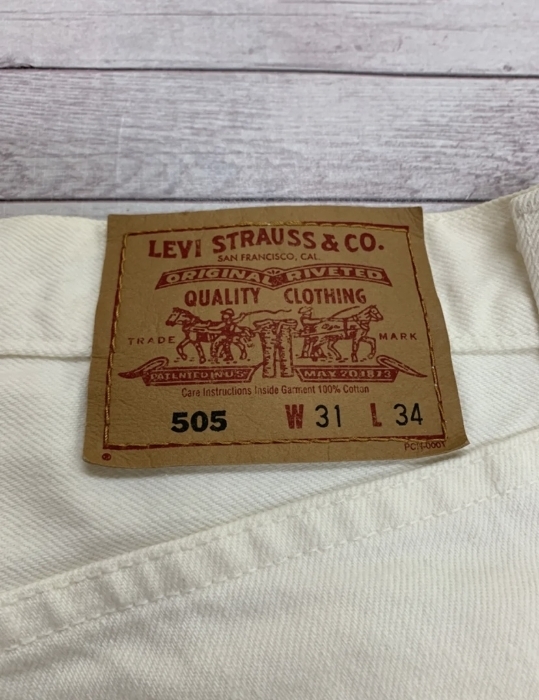 LEVI STRAUSS & CO.
SAN FRANCISCO, CAL.
ORIGINAL RIVETED
QUALITY CLOTHING
TRADE MARK
PATENTED IN U.S. MAY 20 1873
Care Instructions Inside Garment 100% Cotton
505 W 31 L 34
®